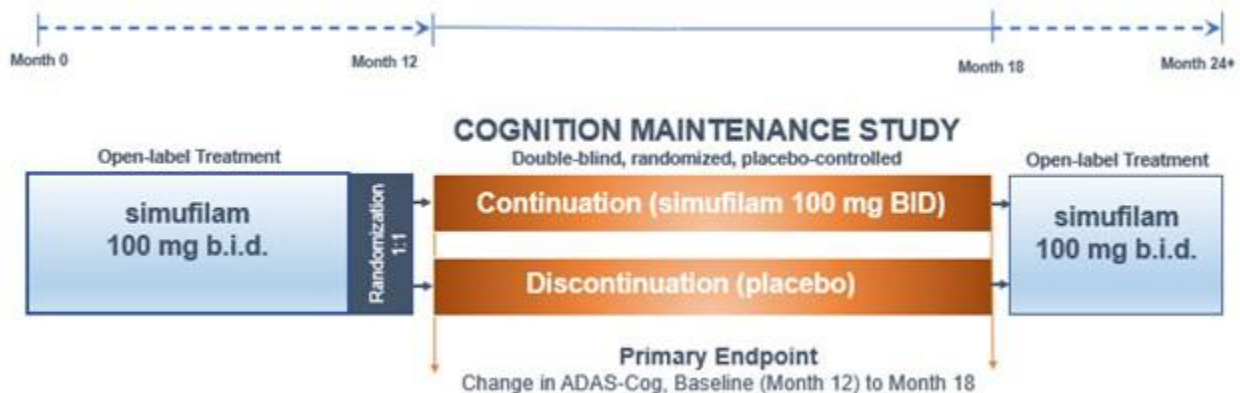 Month 0
Month 12
Month 18
Month 24+
COGNITION MAINTENANCE STUDY
Double-blind, randomized, placebo-controlled
Open-label Treatment
simufilam
100 mg b.i.d.
Randomization
1:1
Continuation (simufilam 100 mg BID)
Discontinuation (placebo)
Open-label Treatment
simufilam
100 mg b.i.d.
Primary Endpoint
Change in ADAS-Cog, Baseline (Month 12) to Month 18